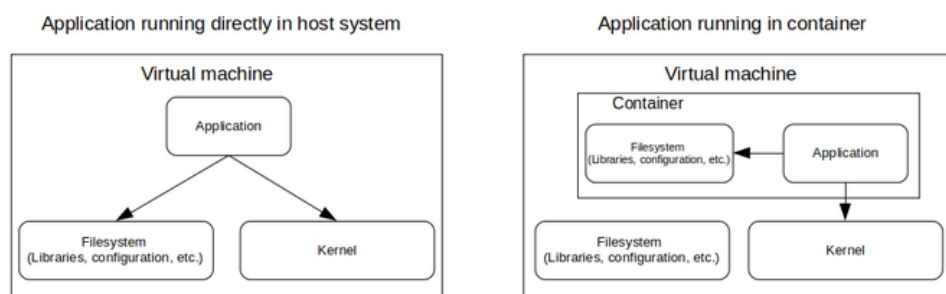 Application running directly in host system
Virtual machine
Application
Filesystem
(Libraries, configuration, etc.)
Kernel
Application running in container
Virtual machine
Container
Filesystem
(Libraries, configuration, etc.)
Application
Filesystem
(Libraries, configuration, etc.)
Kernel